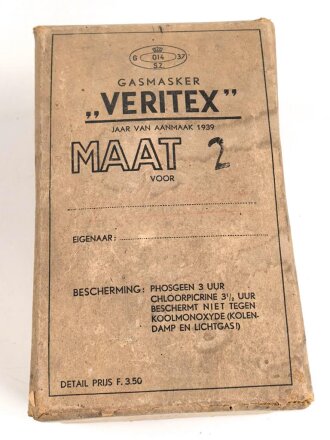 G 014 37
SZ.
GASMASKER
„VERITEX”
JAAR VAN AANMAAK 1939
MAAT 2
VOOR
EIGENAAR:
BESCHERMING: PHOSGEEN 3 UUR
CHLOORPICRINE 3½ UUR
BESCHERMT NIET TEGEN
KOOLMONOXYDE (KOLEN-
DAMP EN LICHTGAS!)
DETAIL PRIJS F. 3.50